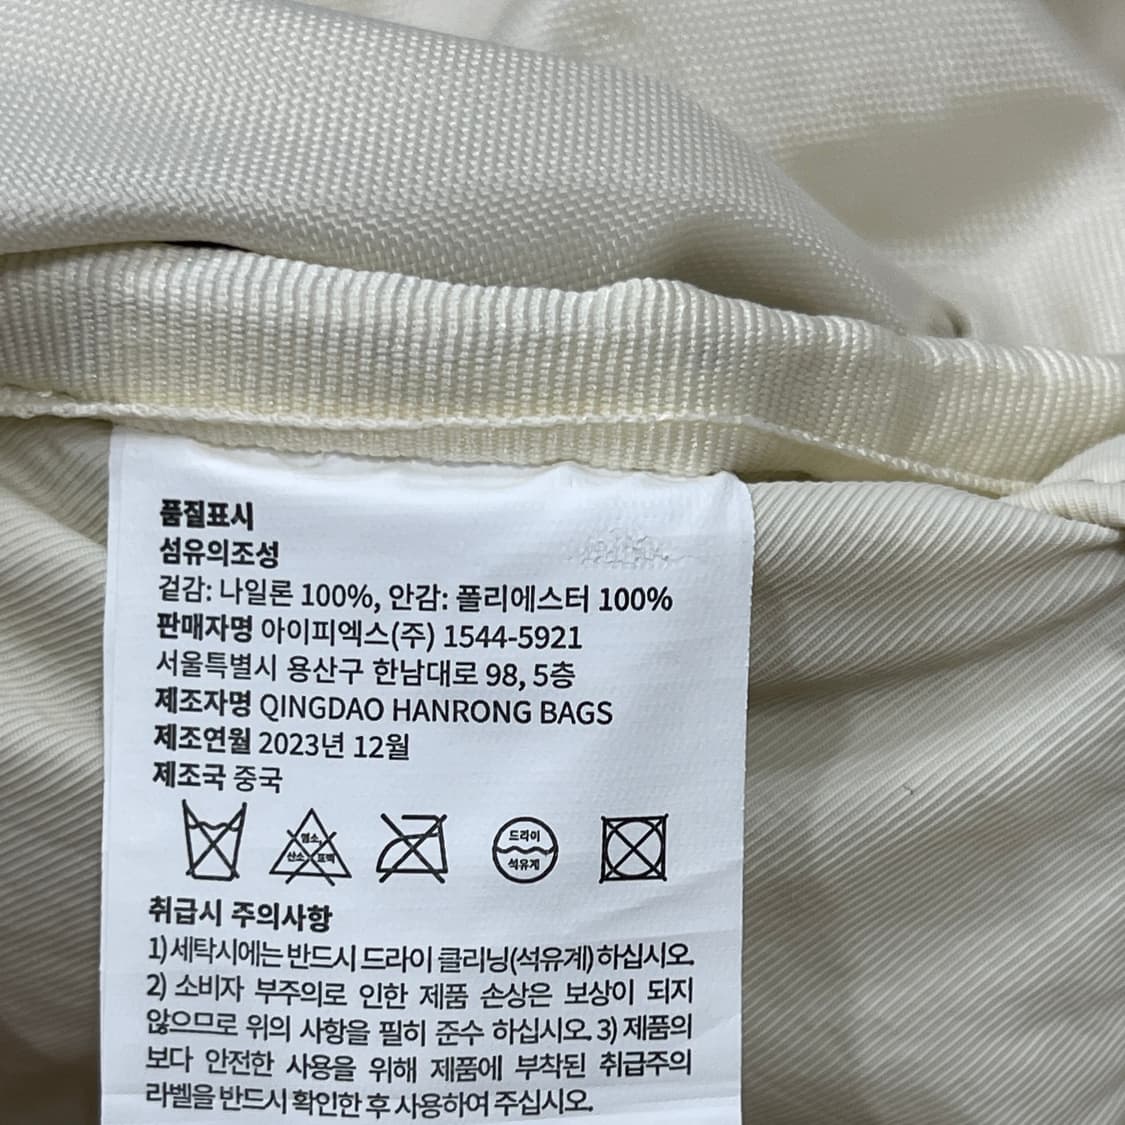 품질표시
섬유의조성
겉감: 나일론 100%, 안감: 폴리에스터 100%
판매자명 아이피엑스(주) 1544-5921
서울특별시 용산구 한남대로 98, 5층
제조자명 QINGDAO HANRONG BAGS
제조연월 2023년 12월
제조국 중국
염소,
산소 표백
드라이
석유계
취급시 주의사항
1)세탁시에는 반드시 드라이 클리닝(석유계)하십시오.
2) 소비자 부주의로 인한 제품 손상은 보상이 되지
않으므로 위의 사항을 필히 준수 하십시오. 3) 제품의
보다 안전한 사용을 위해 제품에 부착된 취급주의
라벨을 반드시 확인한 후 사용하여 주십시오.